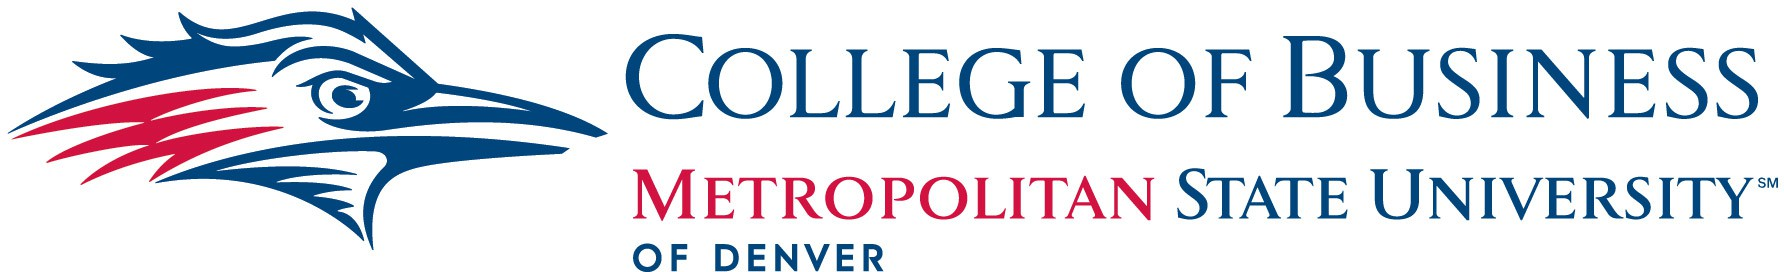 COLLEGE OF BUSINESS
METROPOLITAN STATE UNIVERSITY℠
OF DENVER